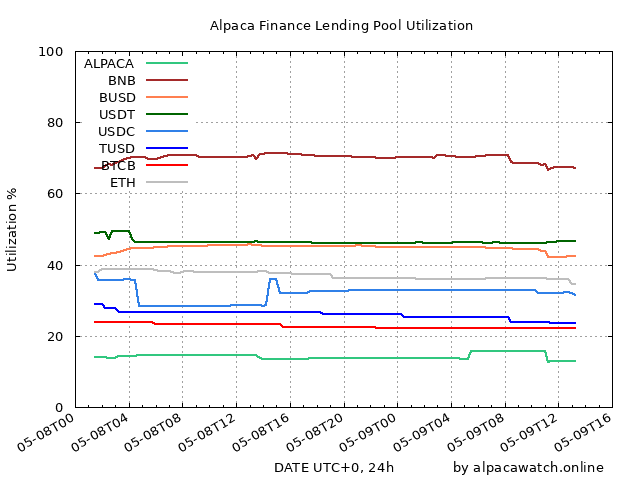 Alpaca Finance Lending Pool Utilization
100
80
60
40
20
0
Utilization %
ALPACA
BNB
BUSD
USDT
USDC
TUSD
BTCB
ETH
05-08T00
05-08T04
05-08T08
05-08T12
05-08T16
05-08T20
05-09T00
05-09T04
05-09T08
05-09T12
05-09T16
DATE UTC+0, 24h
by alpacawatch.online